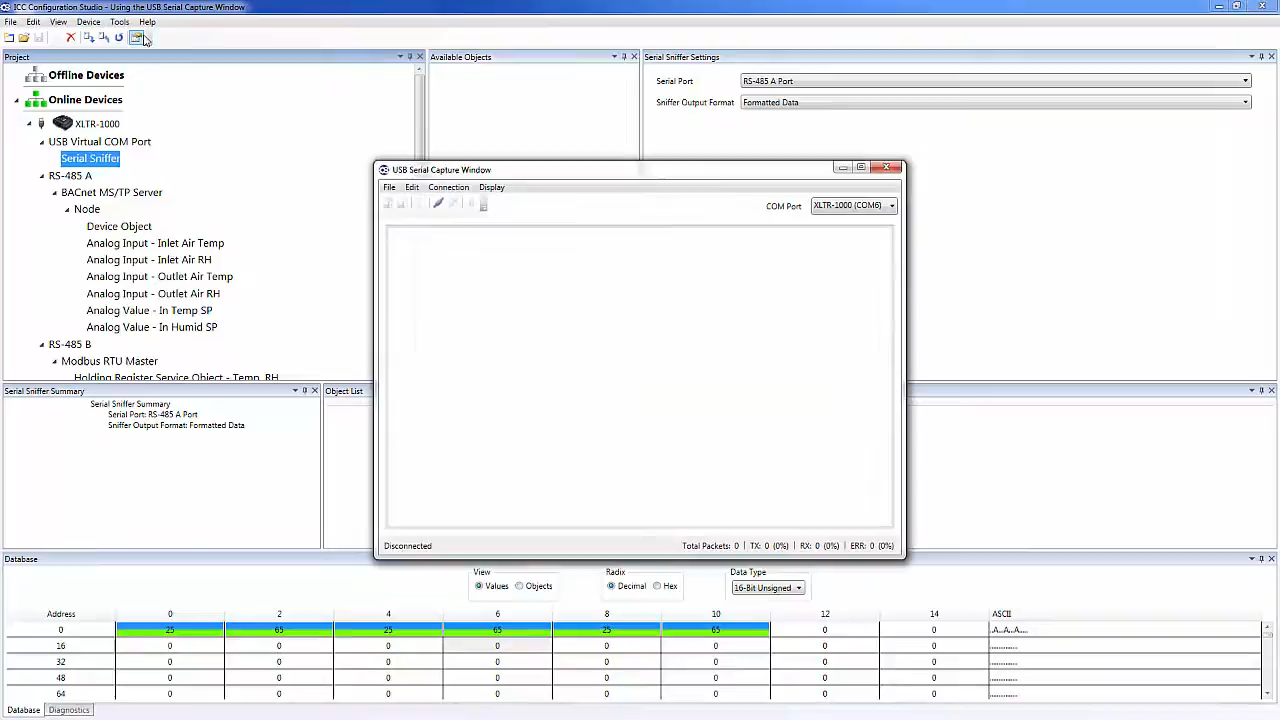 ICC Configuration Studio - Using the USB Serial Capture Window
File Edit View Device Tools Help
Project
Available Objects
Serial Sniffer Settings
Offline Devices
Online Devices
XLTR-1000
USB Virtual COM Port
Serial Sniffer
RS-485 A
BACnet MS/TP Server
Node
Device Object
Analog Input - Inlet Air Temp
Analog Input - Inlet Air RH
Analog Input - Outlet Air Temp
Analog Input - Outlet Air RH
Analog Value - In Temp SP
Analog Value - In Humid SP
RS-485 B
Modbus RTU Master
Holding Register Service Object - Temp, RH
Serial Port RS-485 A Port
Sniffer Output Format Formatted Data
USB Serial Capture Window
File Edit Connection Display
COM Port XLTR-1000 (COM6)
Disconnected Total Packets: 0 | TX: 0 (0%) | RX: 0 (0%) | ERR: 0 (0%)
Serial Sniffer Summary
Serial Sniffer
Serial Port: RS-485 A Port
Sniffer Output Format: Formatted Data
Object List
Database
View Radix Data Type
Values Objects Decimal Hex 16-Bit Unsigned
Address 0 2 4 6 8 10 12 14 ASCII
0 25 65 25 65 25 65 0 0 .A..A..A....
16 0 0 0 0 0 0 0 0 ............
32 0 0 0 0 0 0 0 0 ............
48 0 0 0 0 0 0 0 0 ............
64 0 0 0 0 0 0 0 0 ............
Database Diagnostics